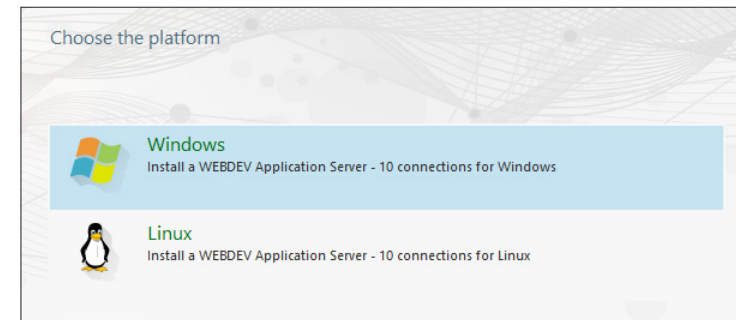 Choose the platform
Windows
Install a WEBDEV Application Server - 10 connections for Windows
Linux
Install a WEBDEV Application Server - 10 connections for Linux